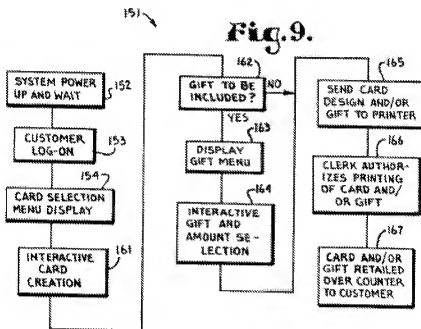 151
Fig.9.
SYSTEM POWER
UP AND WAIT
152
CUSTOMER
LOG-ON
153
154
CARD SELECTION
MENU DISPLAY
INTERACTIVE
CARD
CREATION
161
162
GIFT TO BE
INCLUDED?
NO
YES
163
DISPLAY
GIFT MENU
164
INTERACTIVE
GIFT AND
AMOUNT SE-
LECTION
165
SEND CARD
DESIGN AND/OR
GIFT TO PRINTER
166
CLERK AUTHOR-
IZES PRINTING
OF CARD AND/
OR GIFT
167
CARD AND/OR
GIFT RETAILED
OVER COUNTER
TO CUSTOMER